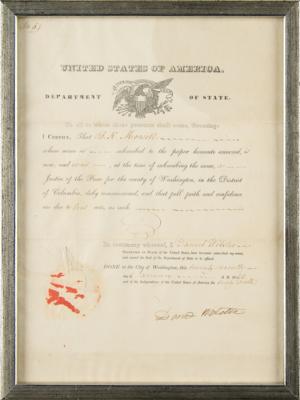 UNITED STATES OF AMERICA.
DEPARTMENT OF STATE.
To all to whom these presents shall come, Greeting:
I CERTIFY, That B. K. Morsell
whose name is subscribed to the paper hereunto annexed, is
now, and was at the time of subscribing the same, a
Justice of the Peace for the county of Washington, in the District
of Columbia, duly commissioned, and that full faith and confidence
are due to his acts, as such
In testimony whereof, I Daniel Webster
Secretary of State of the United States, have hereunto subscribed my name,
and caused the Seal of the Department of State to be affixed.
DONE at the City of Washington, this
day of A. D. 18
and of the Independence of the United States of America the
Daniel Webster